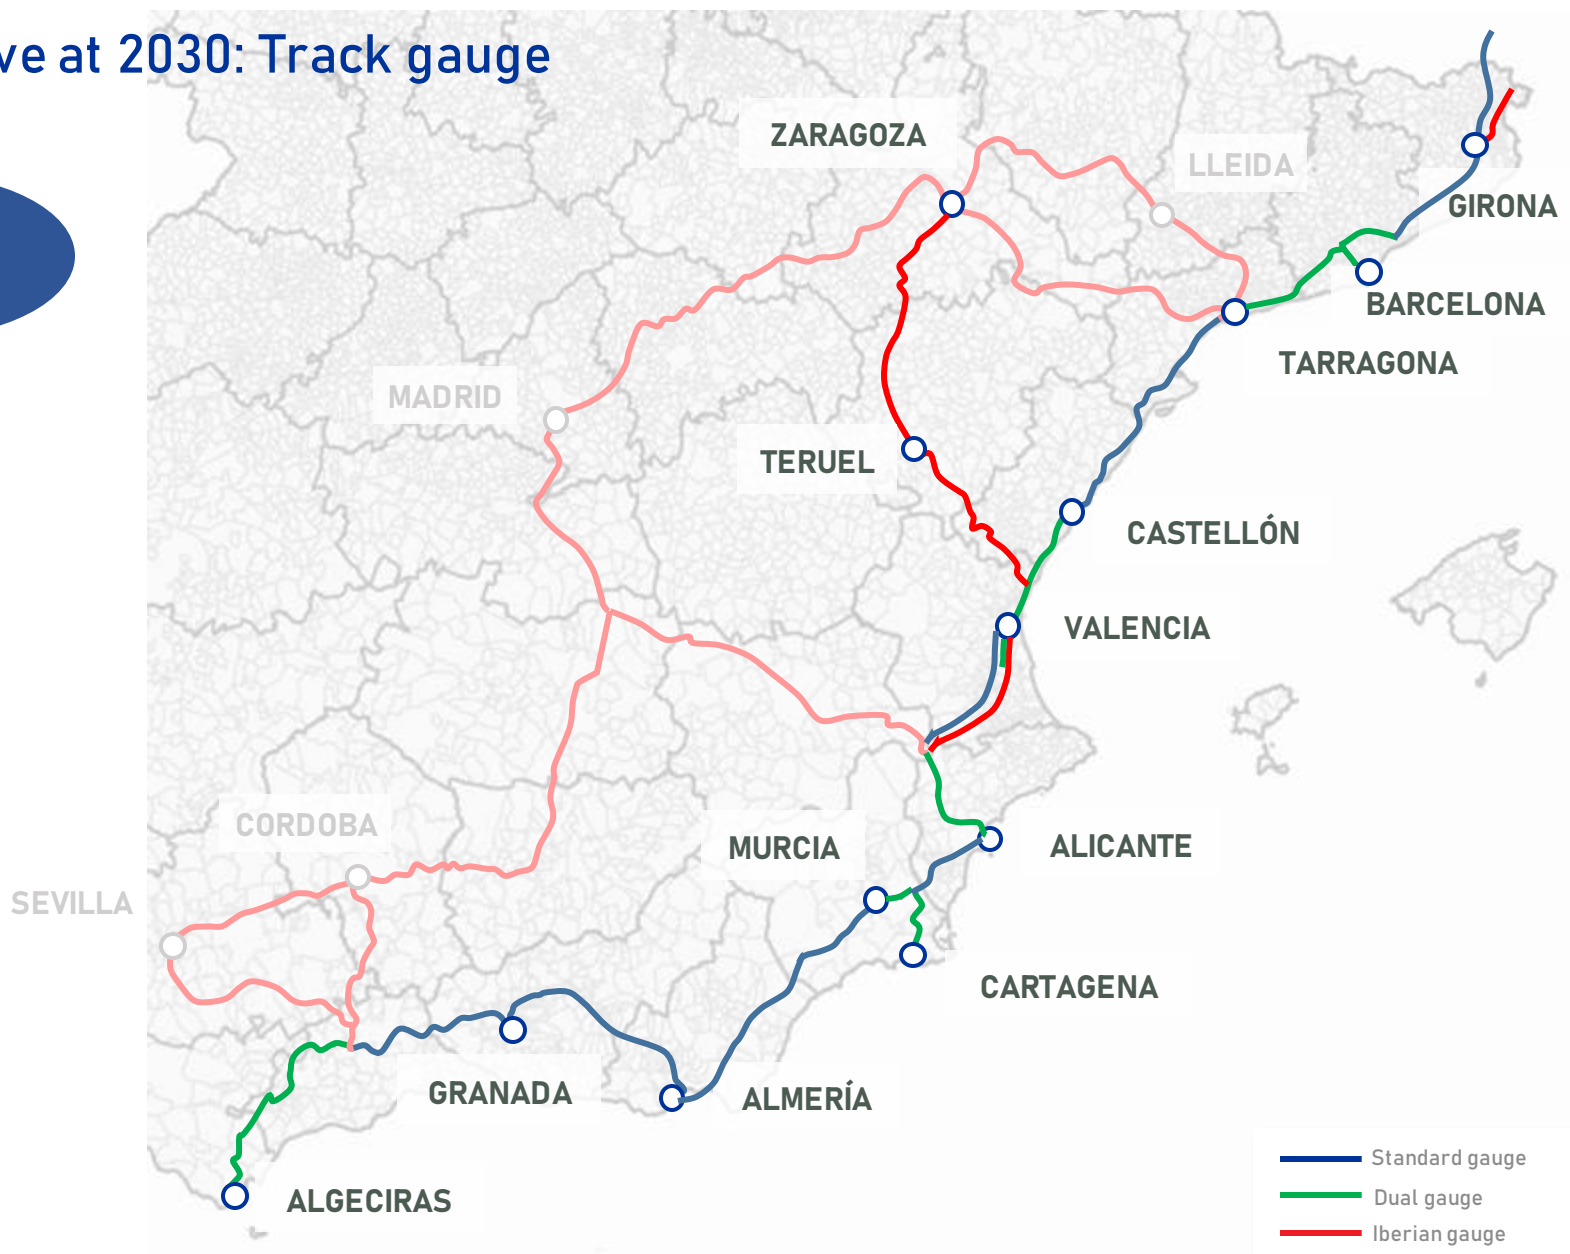 ve at 2030: Track gauge
ZARAGOZA
LLEIDA
GIRONA
BARCELONA
TARRAGONA
MADRID
TERUEL
CASTELLÓN
VALENCIA
CORDOBA
MURCIA
ALICANTE
SEVILLA
CARTAGENA
GRANADA
ALMERÍA
ALGECIRAS
Standard gauge
Dual gauge
Iberian gauge